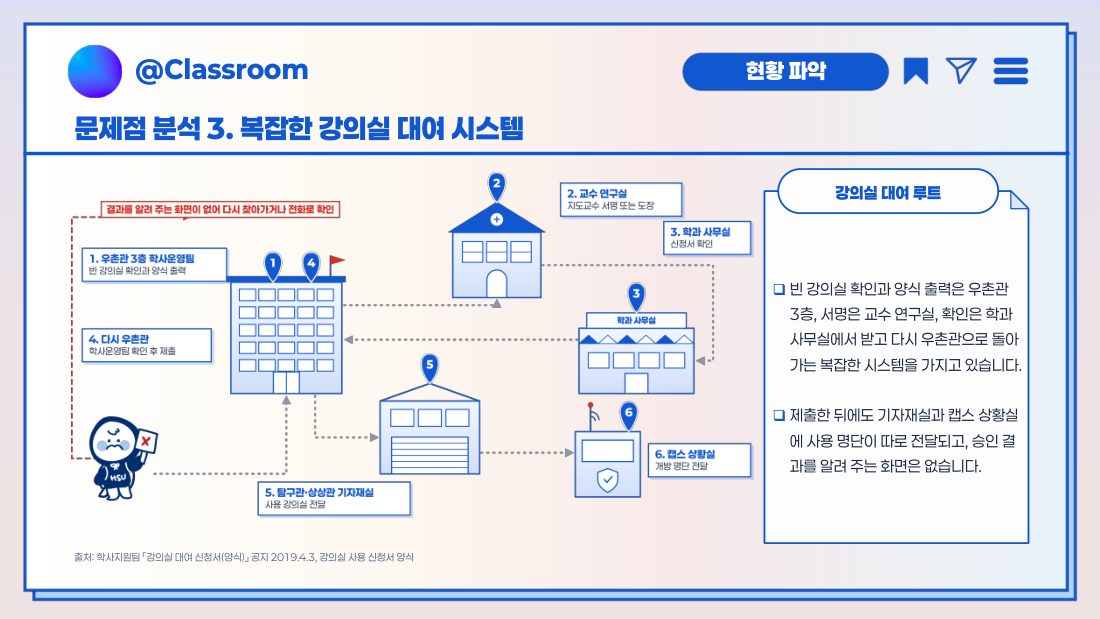 @Classroom
현황 파악
문제점 분석 3. 복잡한 강의실 대여 시스템
결과를 알려 주는 화면이 없어 다시 찾아가거나 전화로 확인
1. 우촌관 3층 학사운영팀
빈 강의실 확인과 양식 출력
1
4
2
2. 교수 연구실
지도교수 서명 또는 도장
3. 학과 사무실
신청서 확인
3
학과 사무실
4. 다시 우촌관
학사운영팀 확인 후 제출
5
6
HSU
5. 탐구관·상상관 기자재실
사용 강의실 전달
6. 캡스 상황실
개방 명단 전달
강의실 대여 루트
빈 강의실 확인과 양식 출력은 우촌관
3층, 서명은 교수 연구실, 확인은 학과
사무실에서 받고 다시 우촌관으로 돌아
가는 복잡한 시스템을 가지고 있습니다.
제출한 뒤에도 기자재실과 캡스 상황실
에 사용 명단이 따로 전달되고, 승인 결
과를 알려 주는 화면은 없습니다.
출처: 학사지원팀 「강의실 대여 신청서(양식)」 공지 2019.4.3, 강의실 사용 신청서 양식